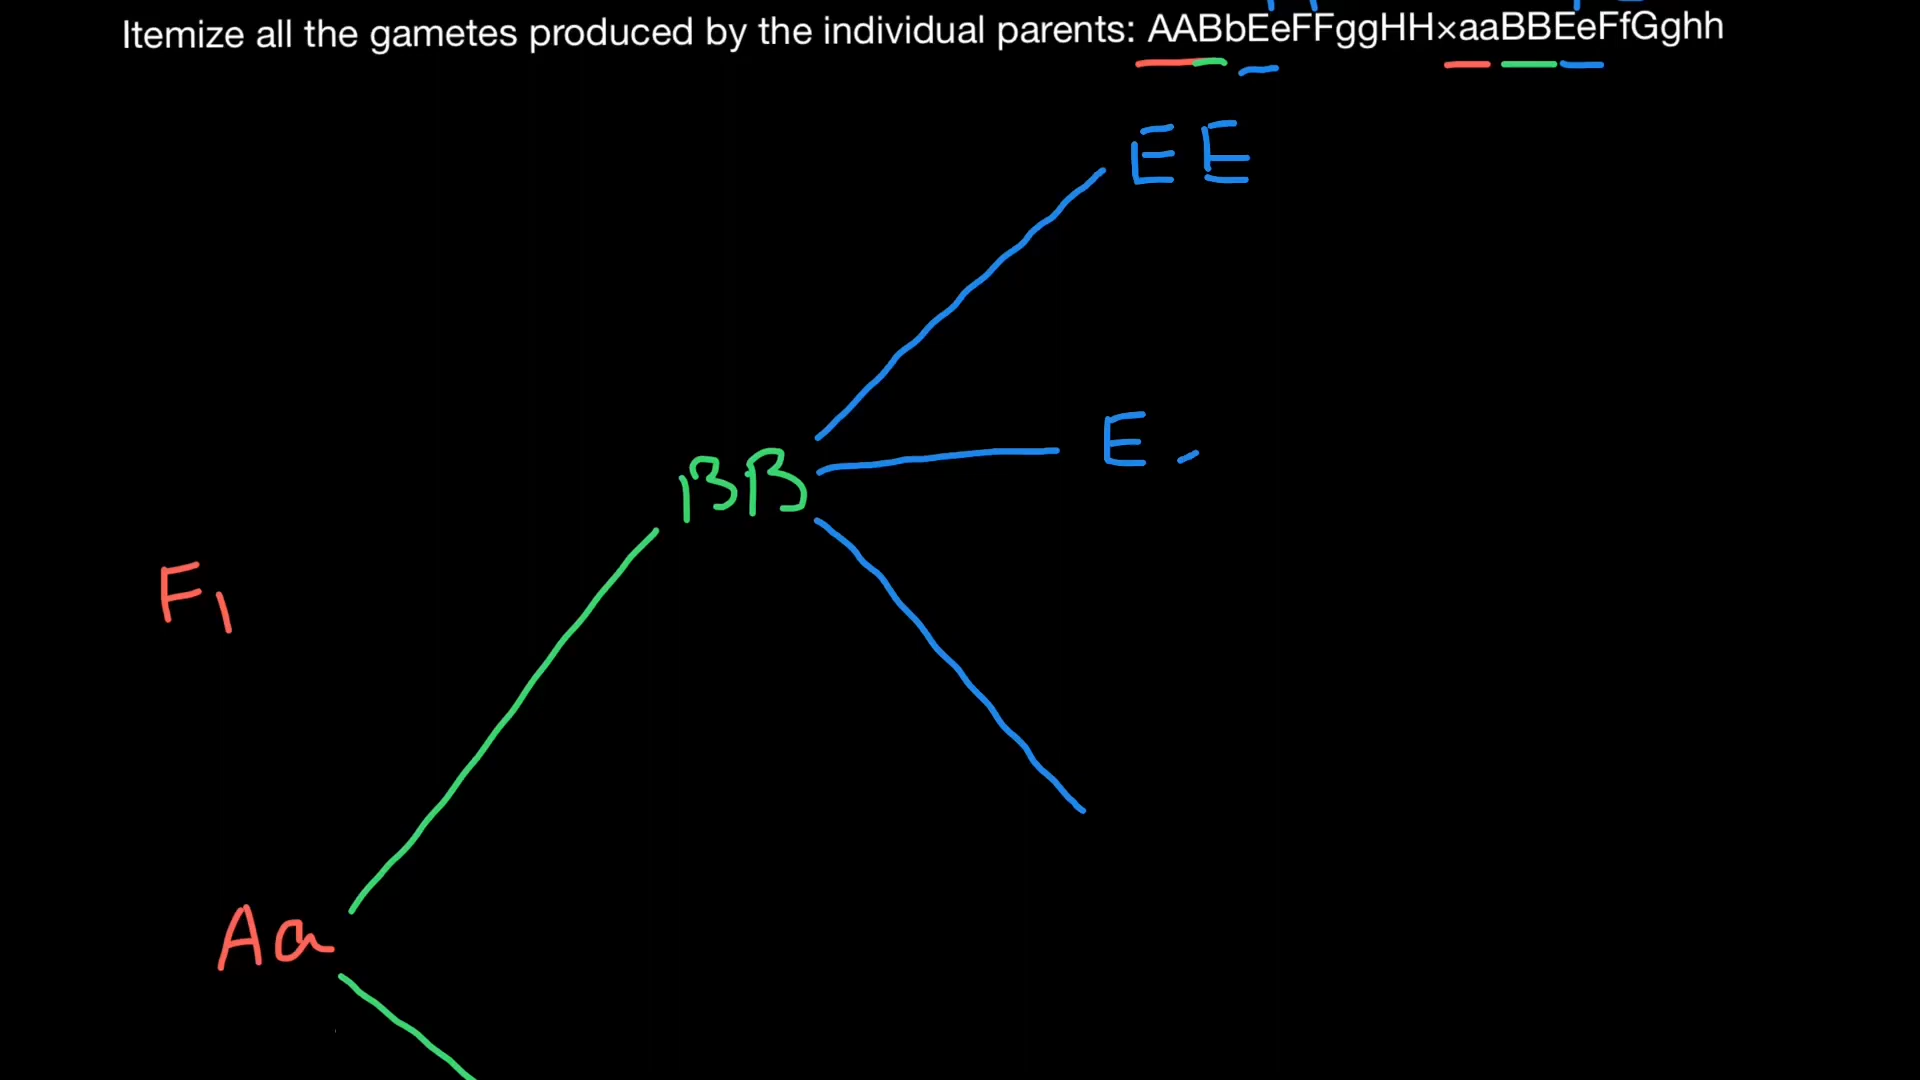 Itemize all the gametes produced by the individual parents: AABbEeFFggHH×aaBBEeFfGghh
EE
E
BB
F1
Aa